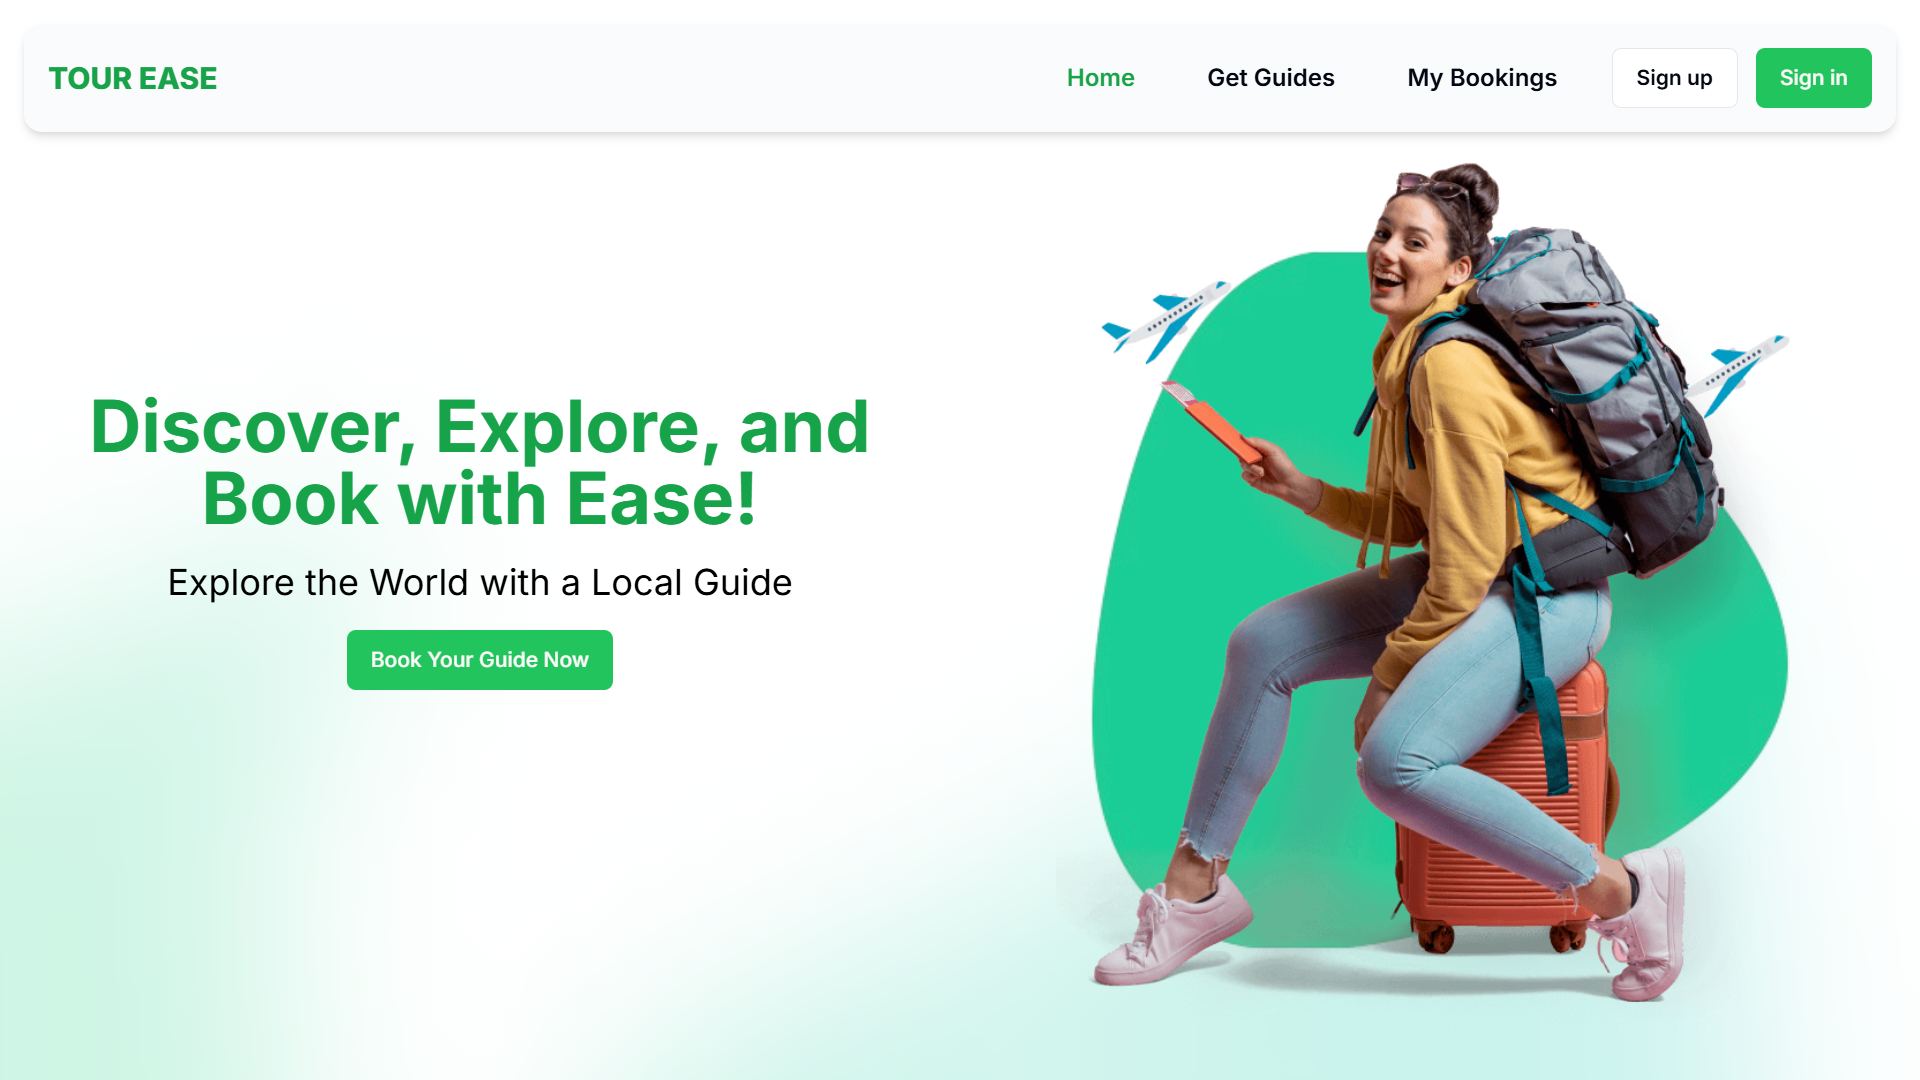 TOUR EASE
Home
Get Guides
My Bookings
Sign up
Sign in
Discover, Explore, and
Book with Ease!
Explore the World with a Local Guide
Book Your Guide Now